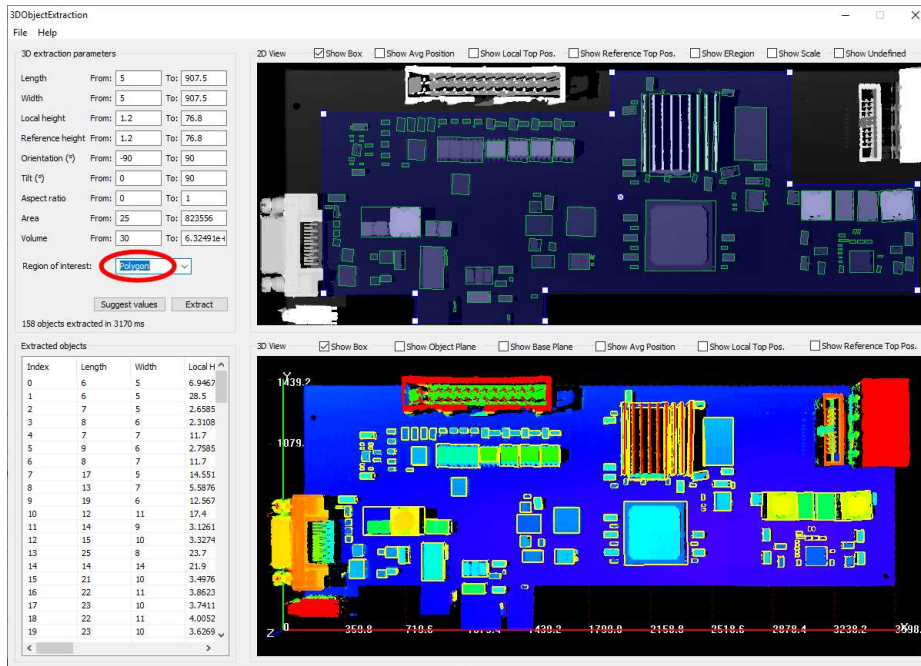 3DObjectExtraction
File Help
3D extraction parameters
Length From: 5 To: 907.5
Width From: 5 To: 907.5
Local height From: 1.2 To: 76.8
Reference height From: 1.2 To: 76.8
Orientation (°) From: -90 To: 90
Tilt (°) From: 0 To: 90
Aspect ratio From: 0 To: 1
Area From: 25 To: 823556
Volume From: 30 To: 6.32491e+
Region of interest: Polygon
Suggest values Extract
158 objects extracted in 3170 ms
2D View Show Box Show Avg Position Show Local Top Pos. Show Reference Top Pos. Show ERegion Show Scale Show Undefined
Extracted objects
Index Length Width Local H
0 6 5 6.9467
1 6 5 28.5
2 7 5 2.6585
3 8 6 2.3108
4 7 7 11.7
5 9 6 2.7585
6 8 7 11.7
7 17 5 14.551
8 13 7 5.5876
9 19 6 12.567
10 12 11 17.4
11 14 9 3.1261
12 15 10 3.3274
13 25 8 23.7
14 14 14 21.9
15 21 10 3.4976
16 22 11 3.8623
17 23 10 3.7411
18 22 11 4.0052
19 23 10 3.6269
3D View Show Box Show Object Plane Show Base Plane Show Avg Position Show Local Top Pos. Show Reference Top Pos.
Y
1439.2
1079.
Z 0 359.8 719.6 1439.2 1799.0 2158.8 2518.6 2878.4 3238.2